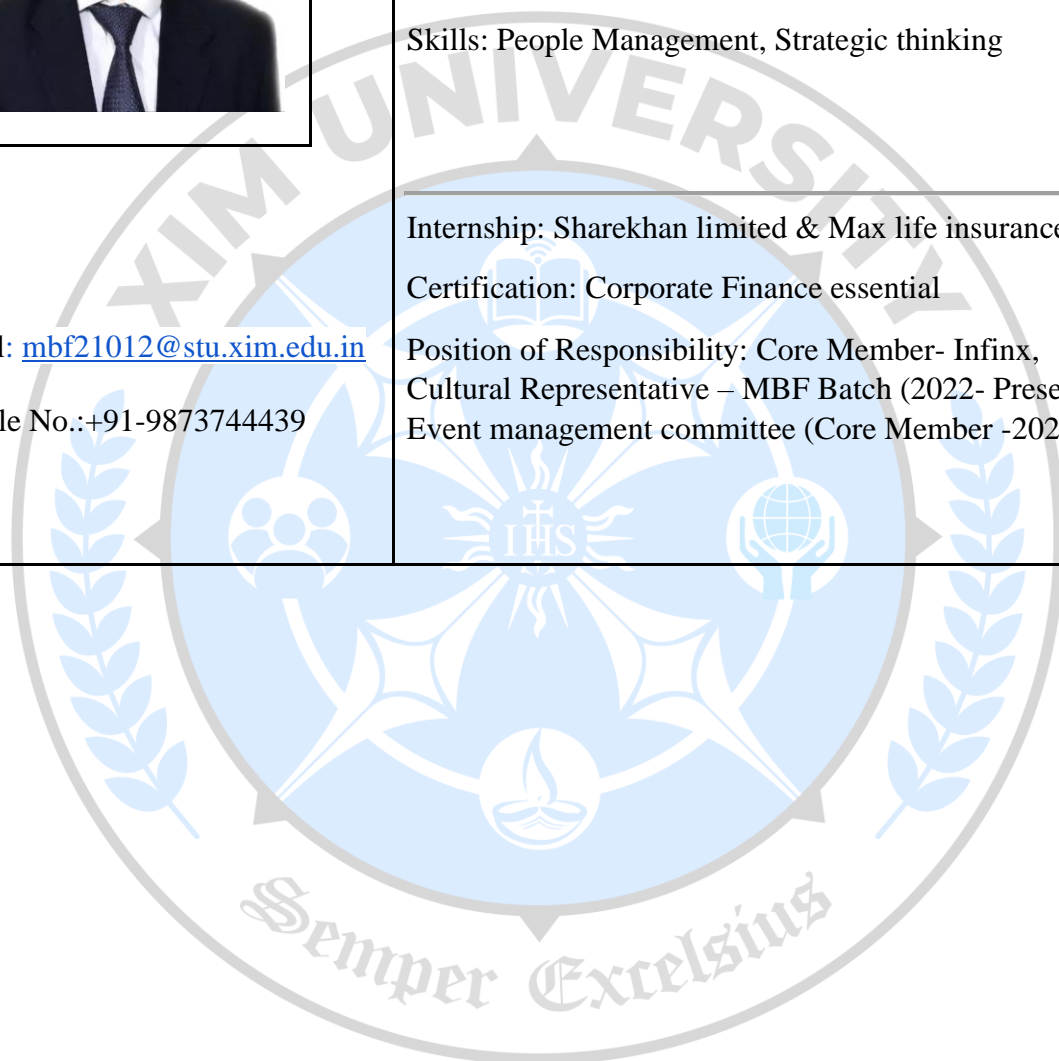 Skills: People Management, Strategic thinking
Internship: Sharekhan limited & Max life insurance
Certification: Corporate Finance essential
l: mbf21012@stu.xim.edu.in
Position of Responsibility: Core Member- Infinx,
Cultural Representative – MBF Batch (2022- Prese
le No.:+91-9873744439
Event management committee (Core Member -202
XIM UNIVERSITY
IHS
Semper Excelsius